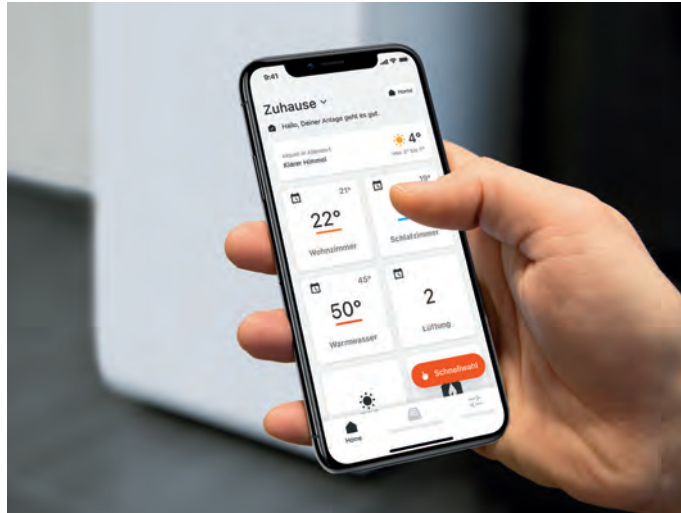 9:41
Zuhause
Home
Hallo, Deiner Anlage geht es gut.
Klarer Himmel
4°
21°
22°
Wohnzimmer
19°
Schlafzimmer
45°
50°
Warmwasser
2
Lüftung
Schnellwahl
Home